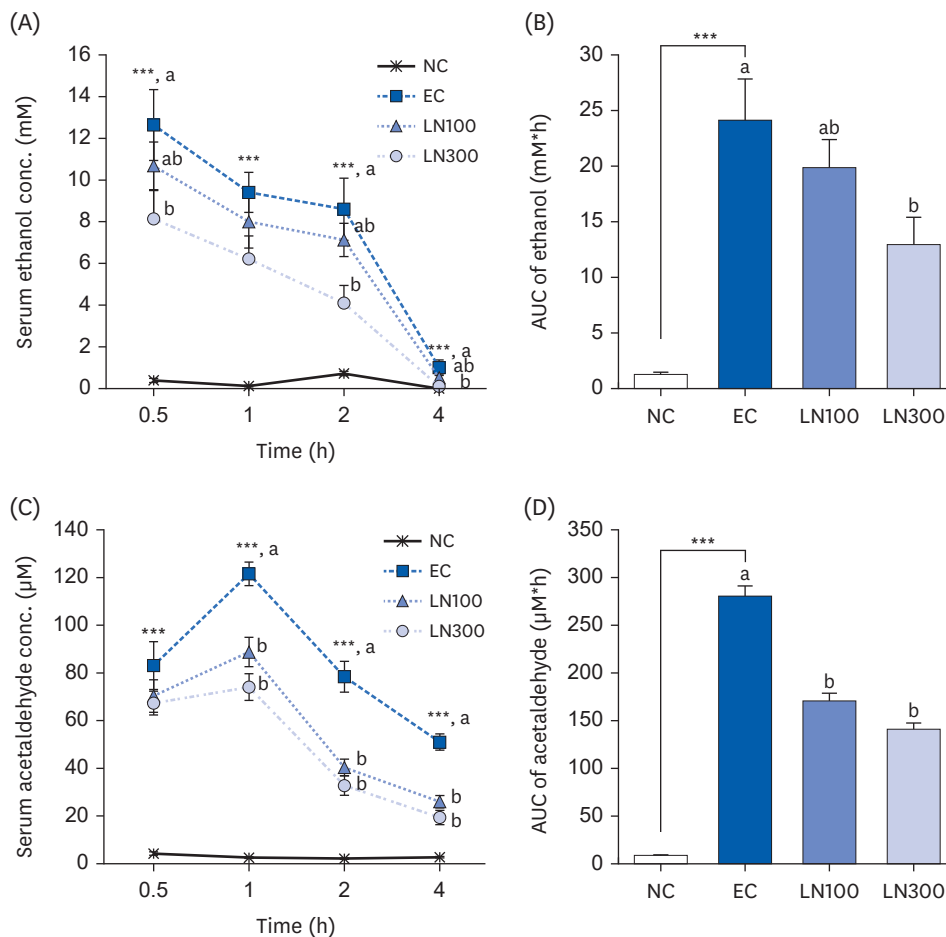 (A)
Serum ethanol conc. (mM)
16
14
12
10
8
6
4
2
0
***, a
ab
b
***
***, a
ab
b
***, a
ab
b
NC
EC
LN100
LN300
0.5 1 2 4
Time (h)
(B)
AUC of ethanol (mM*h)
30
25
20
15
10
5
0
***
a
ab
b
NC EC LN100 LN300
(C)
Serum acetaldehyde conc. (µM)
140
120
100
80
60
40
20
0
***
***, a
b
b
***, a
b
b
***, a
b
b
NC
EC
LN100
LN300
0.5 1 2 4
Time (h)
(D)
AUC of acetaldehyde (µM*h)
350
300
250
200
150
100
50
0
***
a
b
b
NC EC LN100 LN300